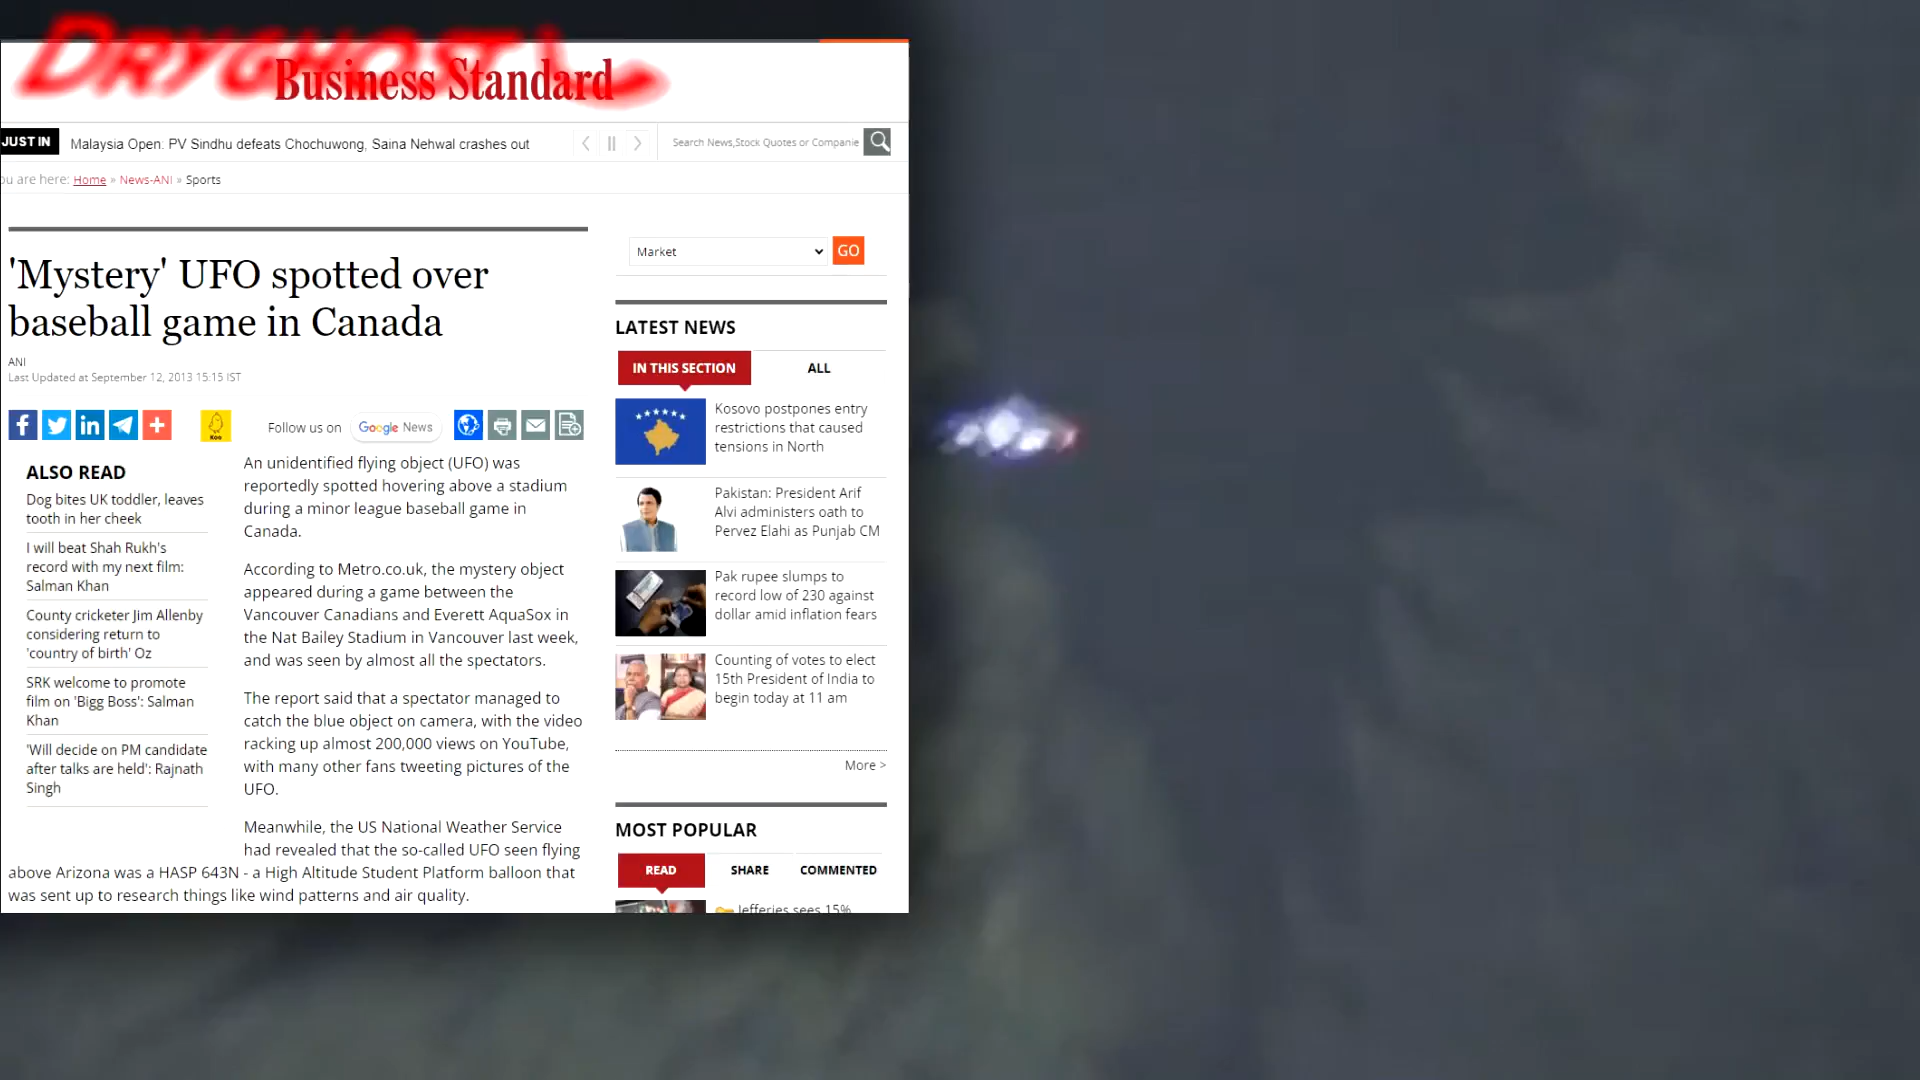 DRYGHOST
Business Standard
JUST IN
Malaysia Open: PV Sindhu defeats Chochuwong, Saina Nehwal crashes out
Search News,Stock Quotes or Companie
ou are here: Home » News-ANI » Sports
'Mystery' UFO spotted over
baseball game in Canada
ANI
Last Updated at September 12, 2013 15:15 IST
Koo
Follow us on
Google News
ALSO READ
Dog bites UK toddler, leaves
tooth in her cheek
I will beat Shah Rukh's
record with my next film:
Salman Khan
County cricketer Jim Allenby
considering return to
'country of birth' Oz
SRK welcome to promote
film on 'Bigg Boss': Salman
Khan
'Will decide on PM candidate
after talks are held': Rajnath
Singh
An unidentified flying object (UFO) was
reportedly spotted hovering above a stadium
during a minor league baseball game in
Canada.
According to Metro.co.uk, the mystery object
appeared during a game between the
Vancouver Canadians and Everett AquaSox in
the Nat Bailey Stadium in Vancouver last week,
and was seen by almost all the spectators.
The report said that a spectator managed to
catch the blue object on camera, with the video
racking up almost 200,000 views on YouTube,
with many other fans tweeting pictures of the
UFO.
Meanwhile, the US National Weather Service
had revealed that the so-called UFO seen flying
above Arizona was a HASP 643N - a High Altitude Student Platform balloon that
was sent up to research things like wind patterns and air quality.
Market
GO
LATEST NEWS
IN THIS SECTION
ALL
Kosovo postpones entry
restrictions that caused
tensions in North
Pakistan: President Arif
Alvi administers oath to
Pervez Elahi as Punjab CM
Pak rupee slumps to
record low of 230 against
dollar amid inflation fears
Counting of votes to elect
15th President of India to
begin today at 11 am
More >
MOST POPULAR
READ
SHARE
COMMENTED
Jefferies sees 15%